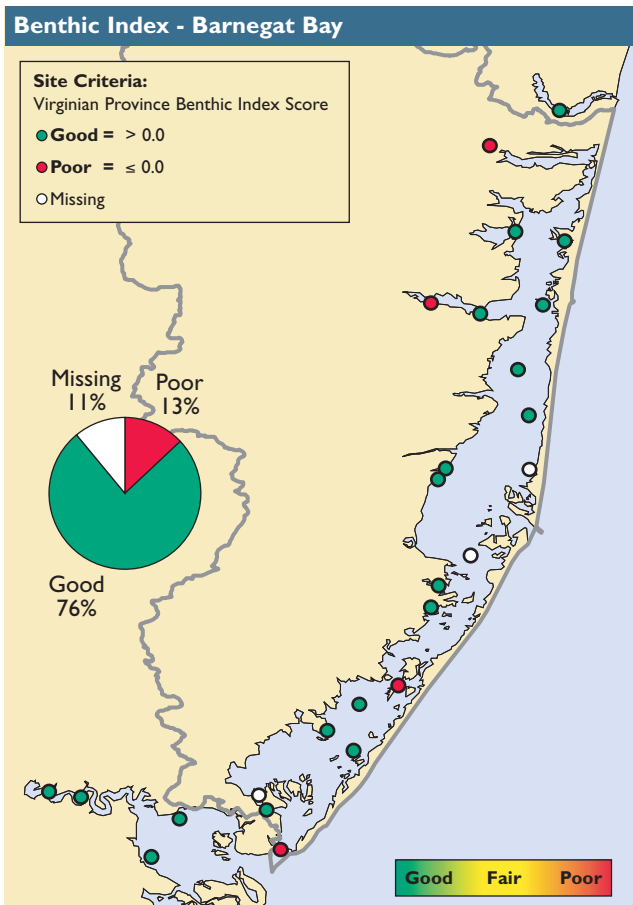 Benthic Index - Barnegat Bay
Site Criteria:
Virginian Province Benthic Index Score
Good = > 0.0
Poor = ≤ 0.0
Missing
Missing
11%
Poor
13%
Good
76%
Good Fair Poor